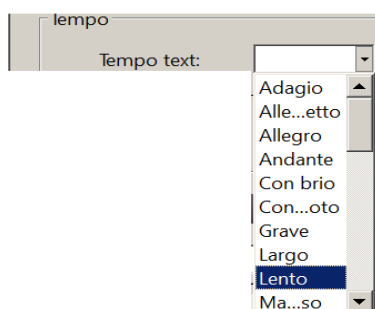 Tempo
Tempo text:
Adagio
Alle...etto
Allegro
Andante
Con brio
Con...oto
Grave
Largo
Lento
Ma...so